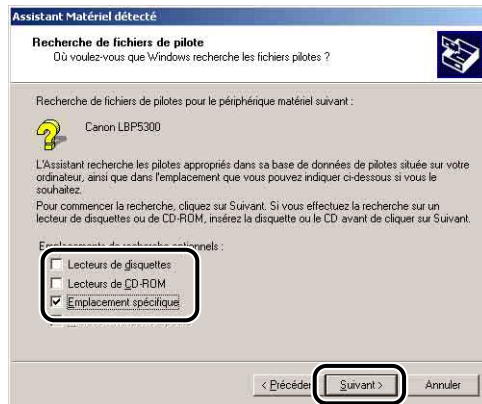 Assistant Matériel détecté
Recherche de fichiers de pilote
Où voulez-vous que Windows recherche les fichiers pilotes ?
Recherche de fichiers de pilotes pour le périphérique matériel suivant :
Canon LBP5300
L'Assistant recherche les pilotes appropriés dans sa base de données de pilotes située sur votre
ordinateur, ainsi que dans l'emplacement que vous pouvez indiquer ci-dessous si vous le
souhaitez.
Pour commencer la recherche, cliquez sur Suivant. Si vous effectuez la recherche sur un
lecteur de disquettes ou de CD-ROM, insérez la disquette ou le CD avant de cliquer sur Suivant.
Emplacements de recherche optionnels :
Lecteurs de disquettes
Lecteurs de CD-ROM
Emplacement spécifique
< Précéden
Suivant >
Annuler